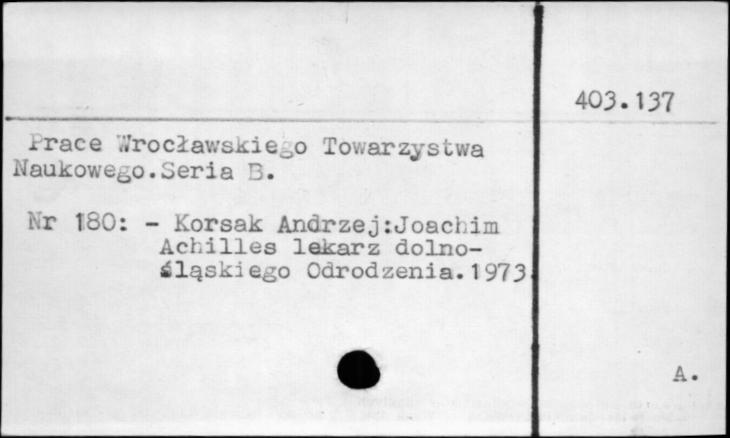 403.137
Prace Wrocławskiego Towarzystwa
Naukowego.Seria B.
Nr 180: - Korsak Andrzej:Joachim
Achilles lekarz dolno-
śląskiego Odrodzenia.1973.
A.